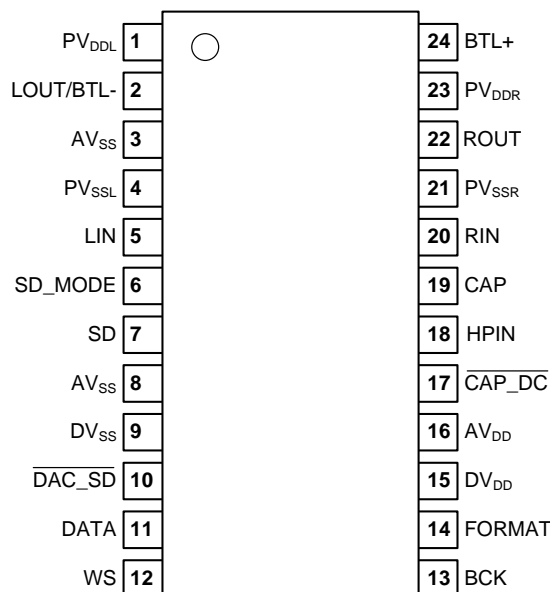 PVDDL 1 24 BTL+
LOUT/BTL- 2 23 PVDDR
AVSS 3 22 ROUT
PVSSL 4 21 PVSSR
LIN 5 20 RIN
SD_MODE 6 19 CAP
SD 7 18 HPIN
AVSS 8 17 CAP_DC
DVSS 9 16 AVDD
DAC_SD 10 15 DVDD
DATA 11 14 FORMAT
WS 12 13 BCK